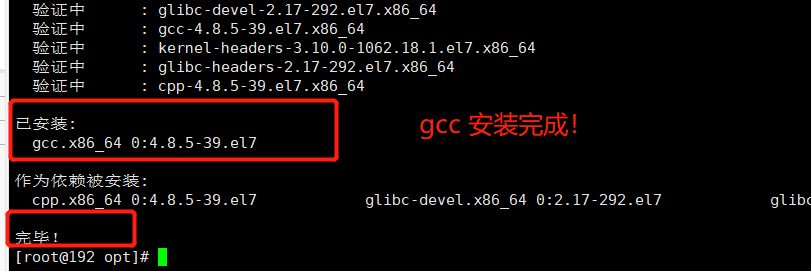 验证中 : glibc-devel-2.17-292.el7.x86_64
验证中 : gcc-4.8.5-39.el7.x86_64
验证中 : kernel-headers-3.10.0-1062.18.1.el7.x86_64
验证中 : glibc-headers-2.17-292.el7.x86_64
验证中 : cpp-4.8.5-39.el7.x86_64
已安装:
gcc.x86_64 0:4.8.5-39.el7
gcc 安装完成！
作为依赖被安装:
cpp.x86_64 0:4.8.5-39.el7 glibc-devel.x86_64 0:2.17-292.el7 glibc
完毕！
[root@192 opt]#